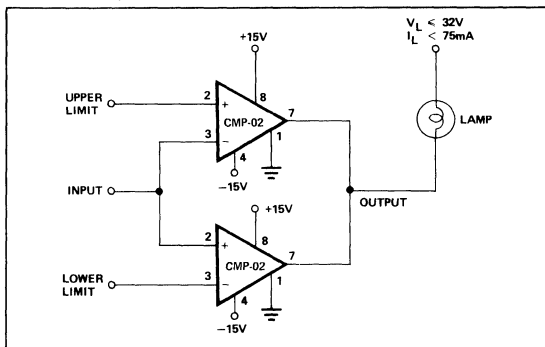 V_L ≤ 32V
I_L < 75mA
+15V
UPPER LIMIT
2
+
8
7
CMP-02
3
−
1
4
−15V
LAMP
INPUT
OUTPUT
+15V
2
+
8
7
CMP-02
LOWER LIMIT
3
−
1
4
−15V